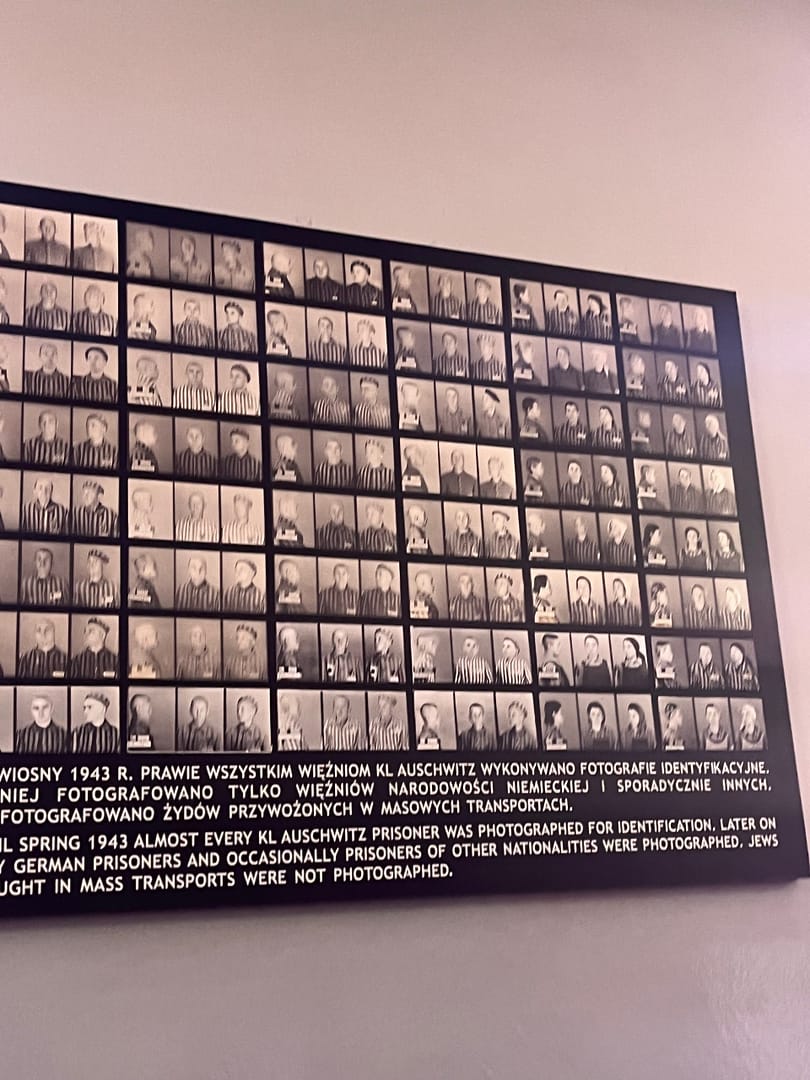 WIOSNY 1943 R. PRAWIE WSZYSTKIM WIĘŹNIOM KL AUSCHWITZ WYKONYWANO FOTOGRAFIE IDENTYFIKACYJNE.
NIEJ FOTOGRAFOWANO TYLKO WIĘŹNIÓW NARODOWOŚCI NIEMIECKIEJ I SPORADYCZNIE INNYCH.
FOTOGRAFOWANO ŻYDÓW PRZYWOŻONYCH W MASOWYCH TRANSPORTACH.
IL SPRING 1943 ALMOST EVERY KL AUSCHWITZ PRISONER WAS PHOTOGRAPHED FOR IDENTIFICATION. LATER ON
Y GERMAN PRISONERS AND OCCASIONALLY PRISONERS OF OTHER NATIONALITIES WERE PHOTOGRAPHED. JEWS
UGHT IN MASS TRANSPORTS WERE NOT PHOTOGRAPHED.